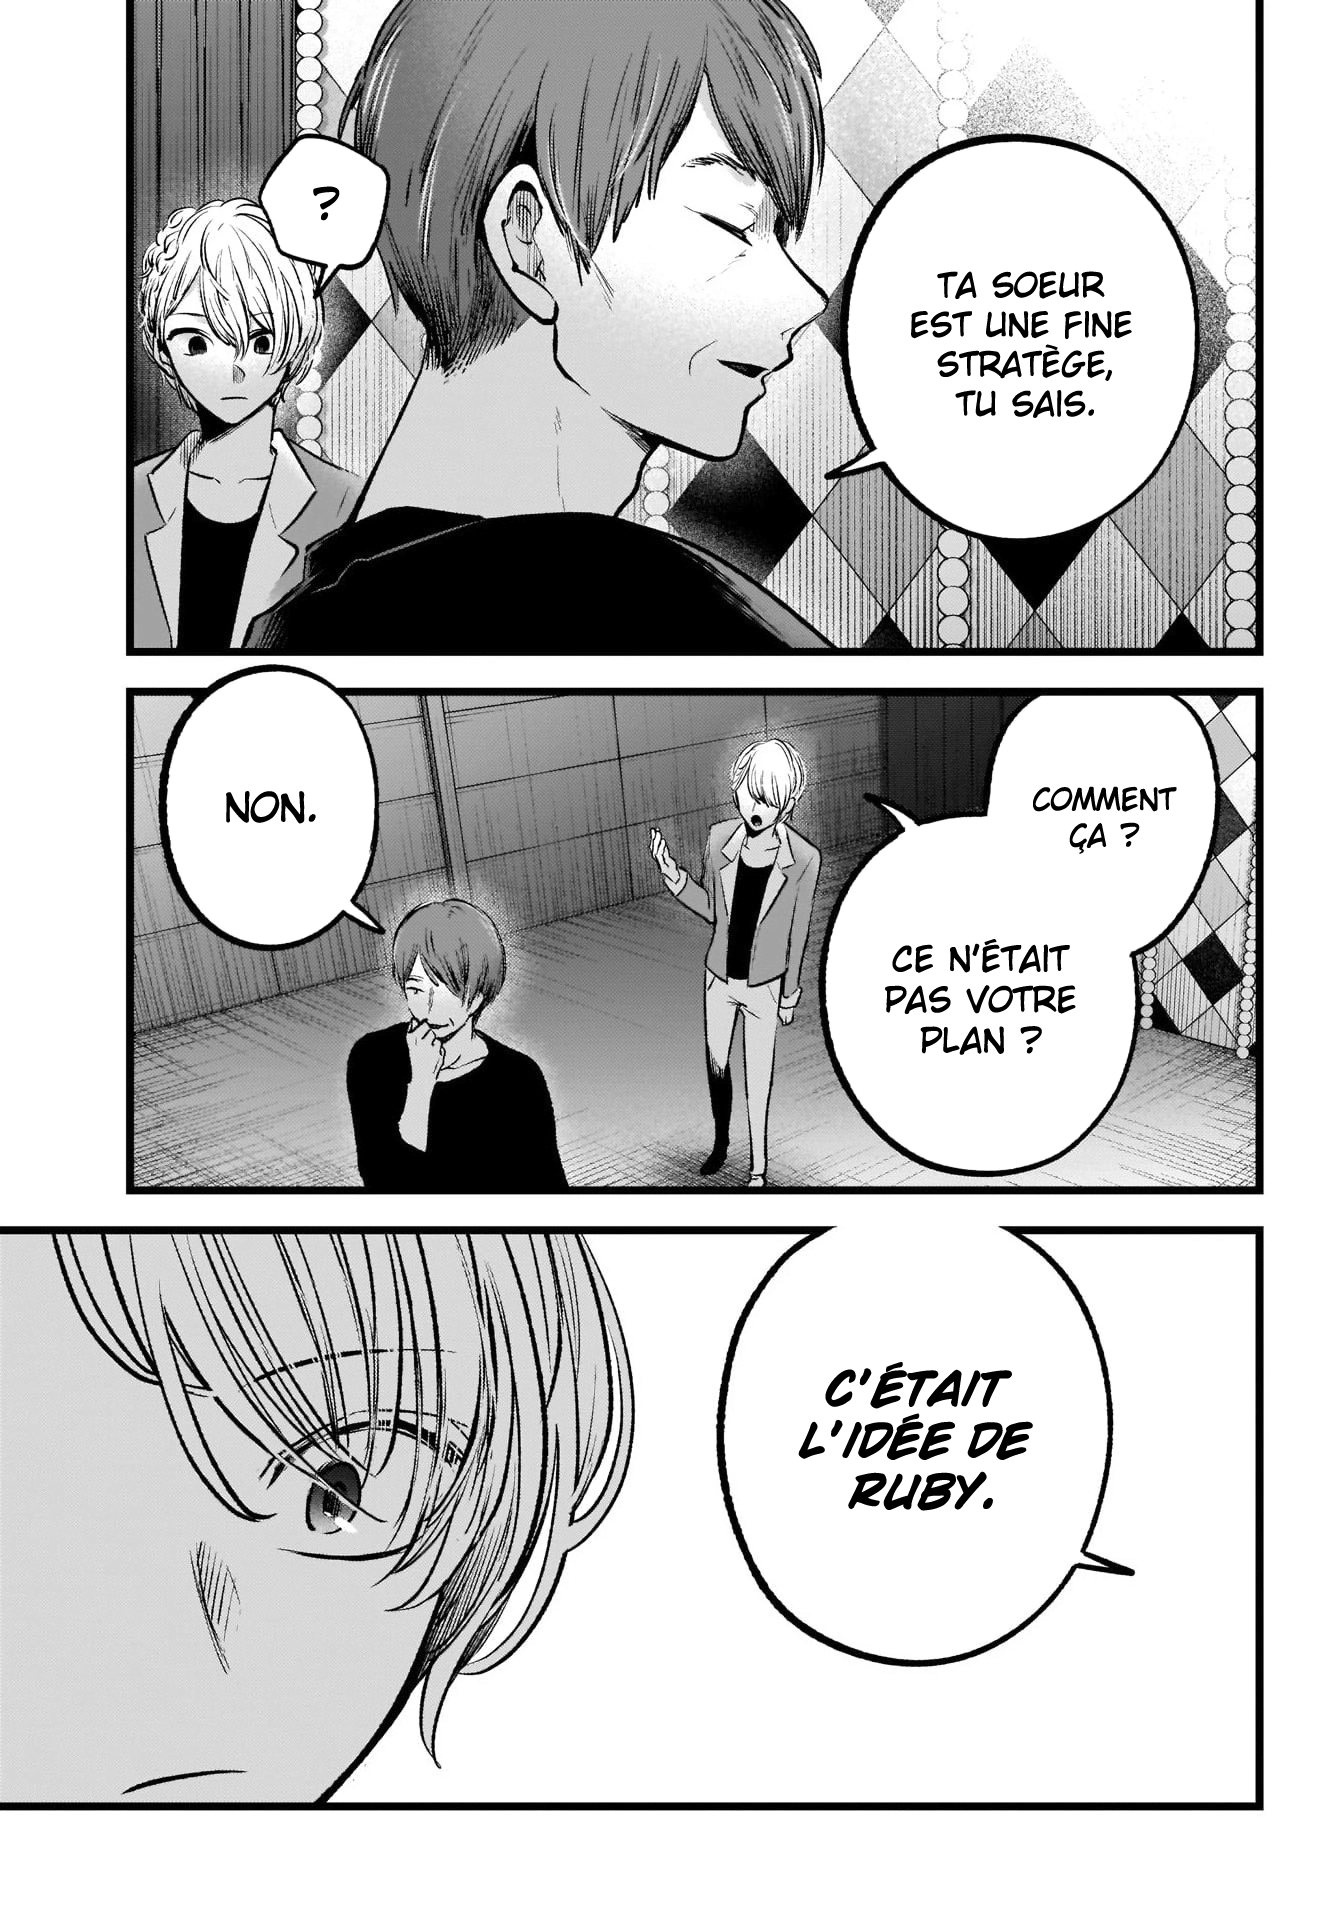 TA SOEUR
EST UNE FINE
STRATÈGE,
TU SAIS.
?
COMMENT
ÇA ?
CE N'ÉTAIT
PAS VOTRE
PLAN ?
NON.
C'ÉTAIT
L'IDÉE DE
RUBY.